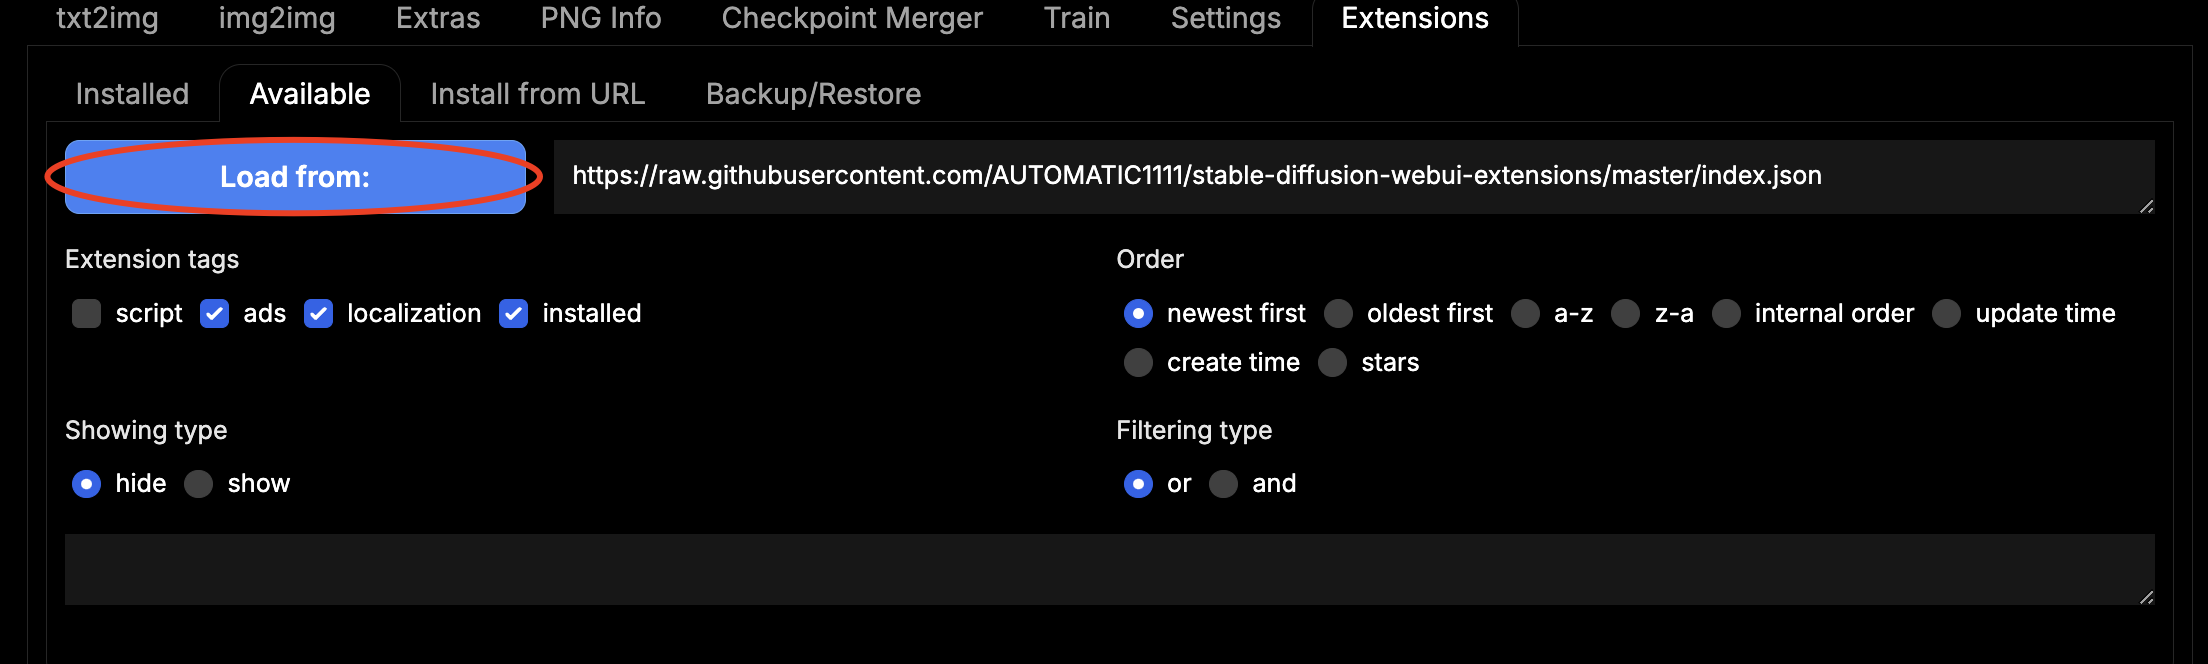 txt2img img2img Extras PNG Info Checkpoint Merger Train Settings Extensions
Installed Available Install from URL Backup/Restore
Load from: https://raw.githubusercontent.com/AUTOMATIC1111/stable-diffusion-webui-extensions/master/index.json
Extension tags Order
script ads localization installed newest first oldest first a-z z-a internal order update time
create time stars
Showing type Filtering type
hide show or and